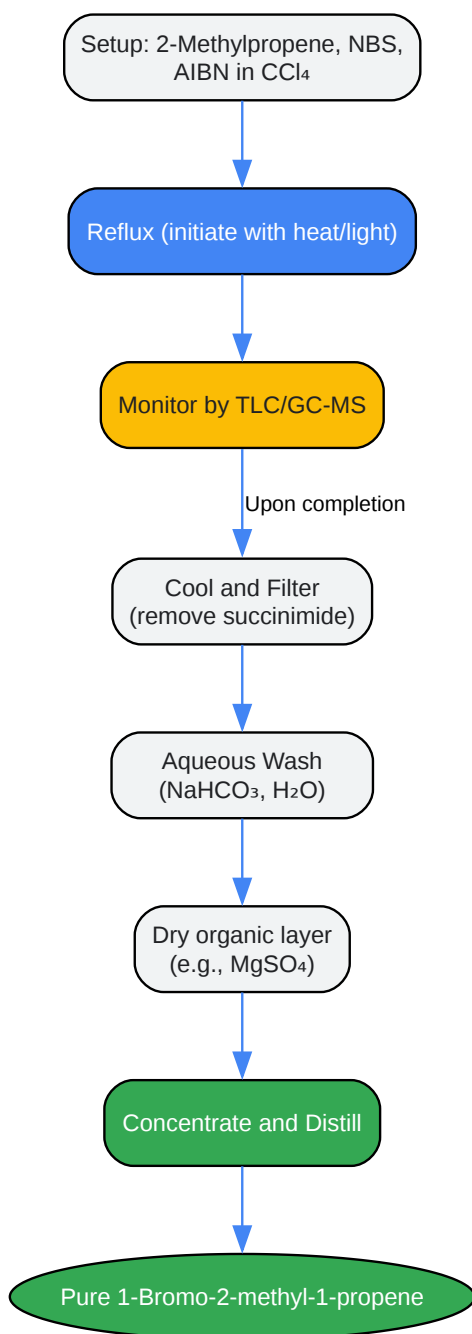 Setup: 2-Methylpropene, NBS,
AIBN in CCl₄
Reflux (initiate with heat/light)
Monitor by TLC/GC-MS
Upon completion
Cool and Filter
(remove succinimide)
Aqueous Wash
(NaHCO₃, H₂O)
Dry organic layer
(e.g., MgSO₄)
Concentrate and Distill
Pure 1-Bromo-2-methyl-1-propene